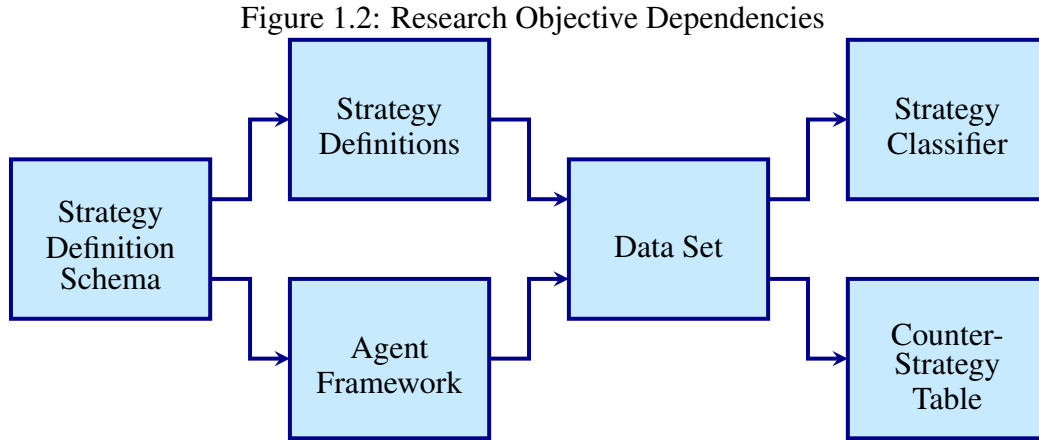 Figure 1.2: Research Objective Dependencies
Strategy
Definition
Schema
Strategy
Definitions
Agent
Framework
Data Set
Strategy
Classifier
Counter-
Strategy
Table